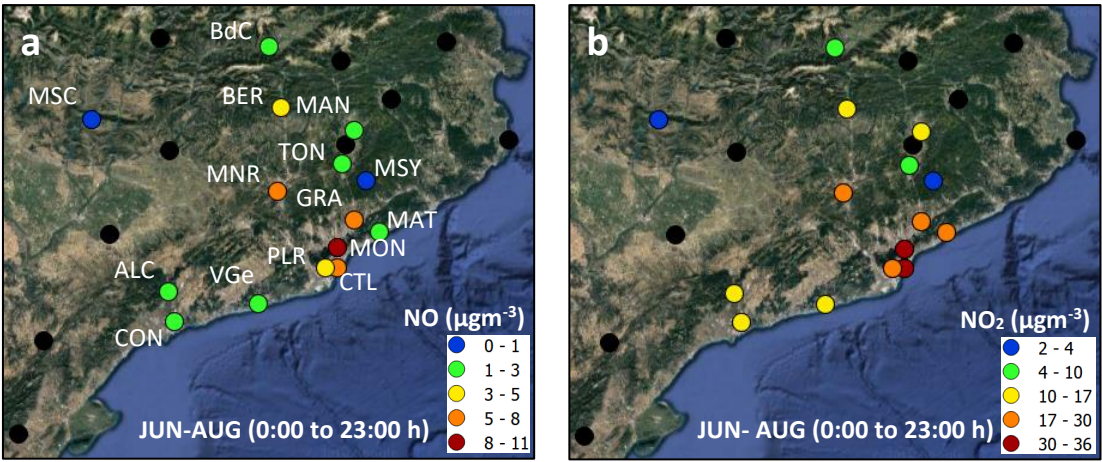 a
BdC
MSC
BER
MAN
TON
MSY
MNR
GRA
MAT
PLR
MON
ALC
VGe
CTL
CON
NO (µgm-3)
0 - 1
1 - 3
3 - 5
5 - 8
8 - 11
JUN-AUG (0:00 to 23:00 h)
b
NO2 (µgm-3)
2 - 4
4 - 10
10 - 17
17 - 30
30 - 36
JUN- AUG (0:00 to 23:00 h)